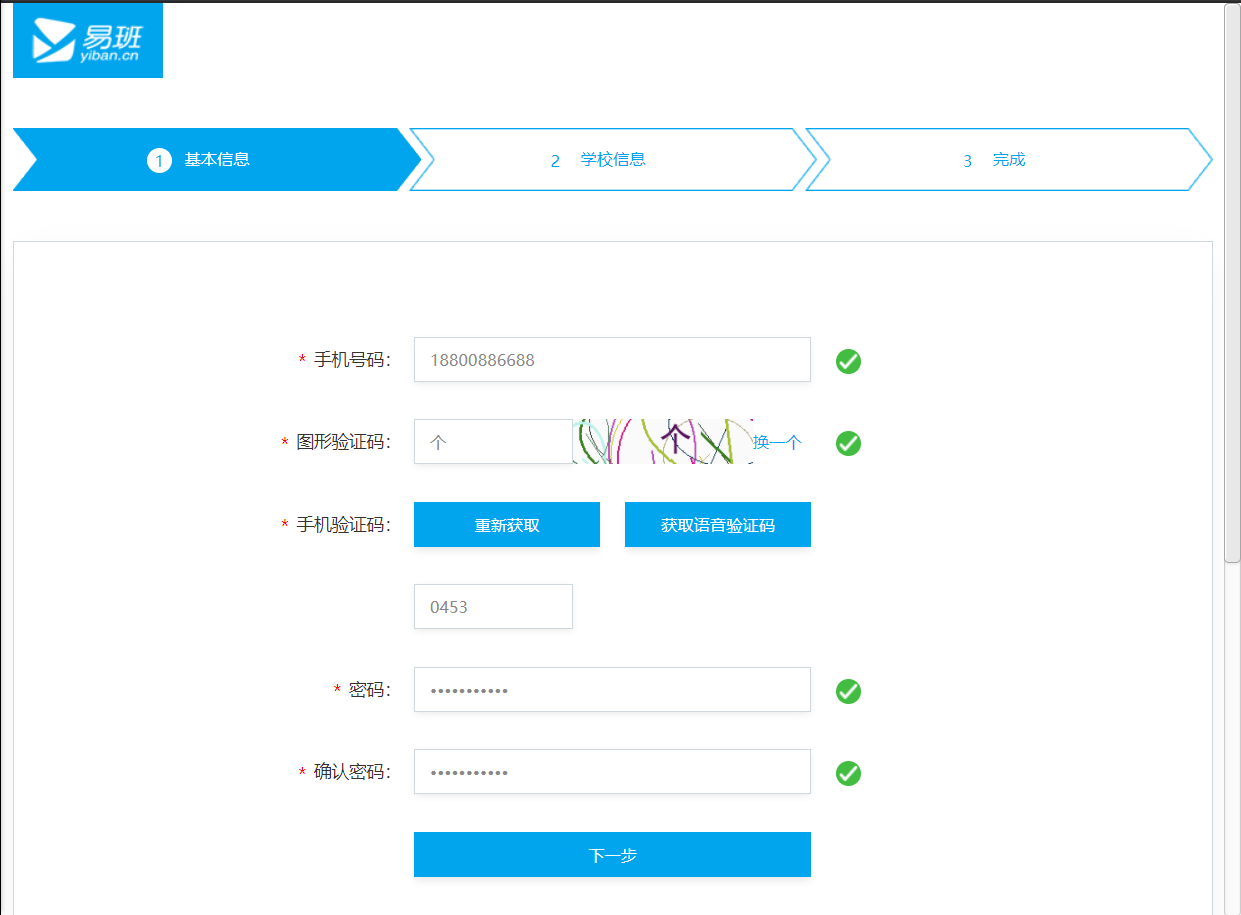 易班
yiban.cn
1 基本信息
2 学校信息
3 完成
* 手机号码: 18800886688
* 图形验证码: 个 个 换一个
* 手机验证码: 重新获取 获取语音验证码
0453
* 密码: •••••••••••
* 确认密码: •••••••••••
下一步